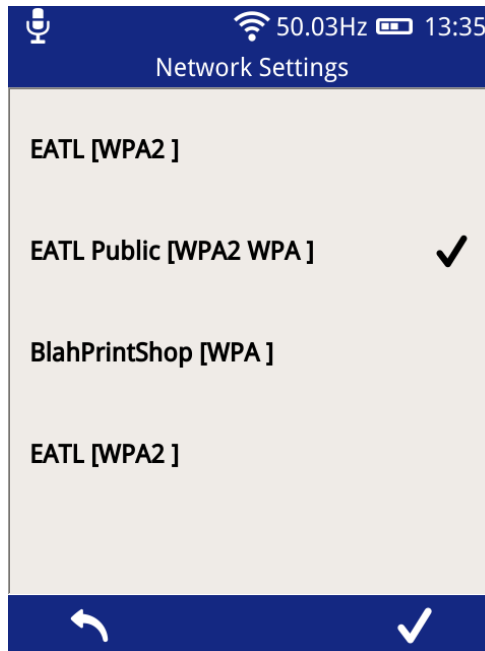 50.03Hz 13:35
Network Settings
EATL [WPA2 ]
EATL Public [WPA2 WPA ]
BlahPrintShop [WPA ]
EATL [WPA2 ]